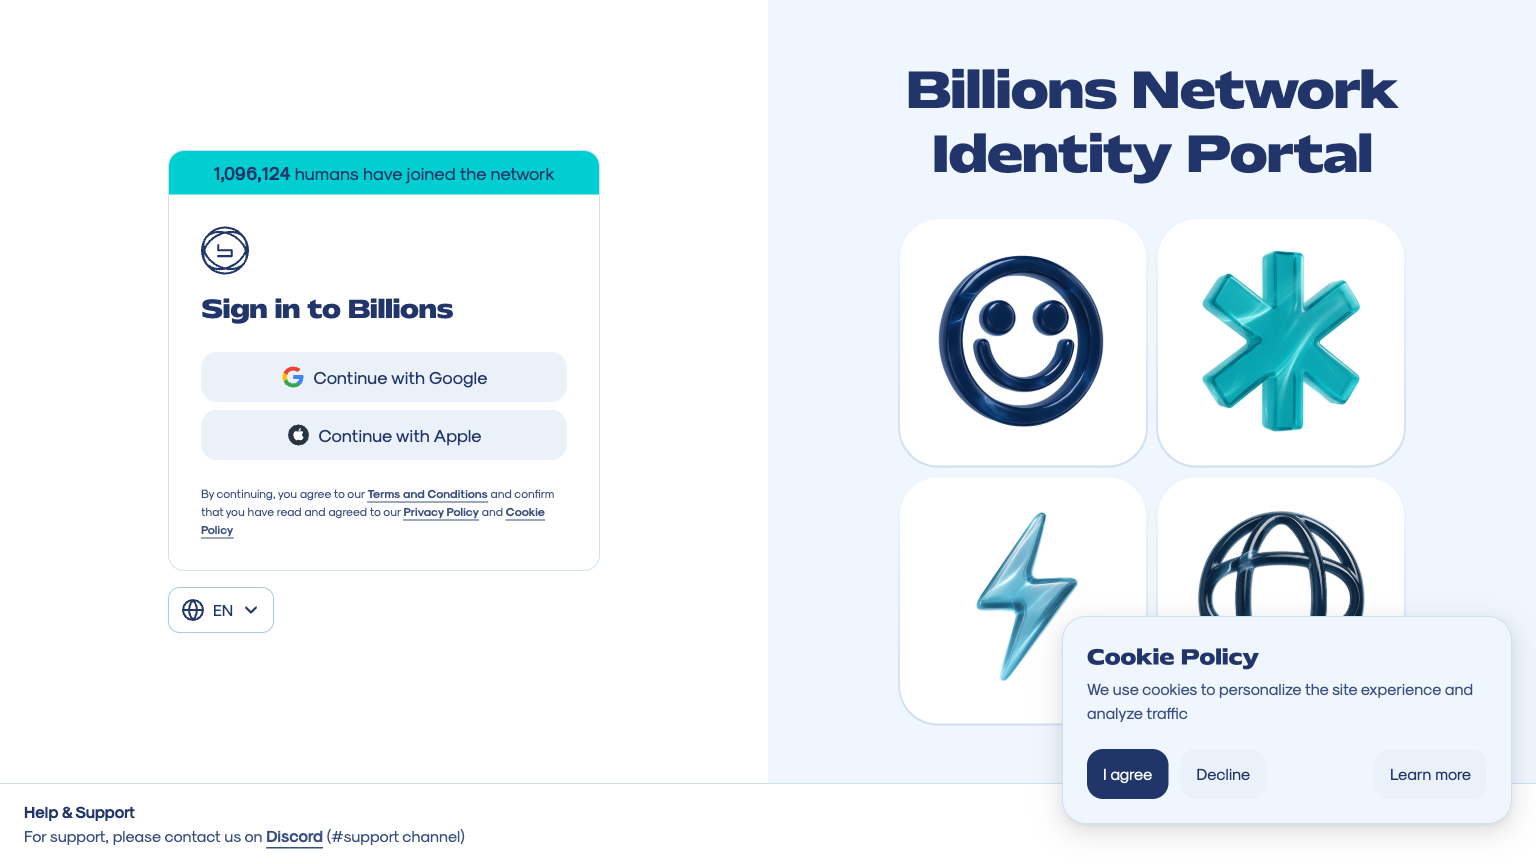 1,096,124 humans have joined the network
Sign in to Billions
Continue with Google
Continue with Apple
By continuing, you agree to our Terms and Conditions and confirm
that you have read and agreed to our Privacy Policy and Cookie
Policy
EN
Billions Network
Identity Portal
Cookie Policy
We use cookies to personalize the site experience and
analyze traffic
I agree
Decline
Learn more
Help & Support
For support, please contact us on Discord (#support channel)